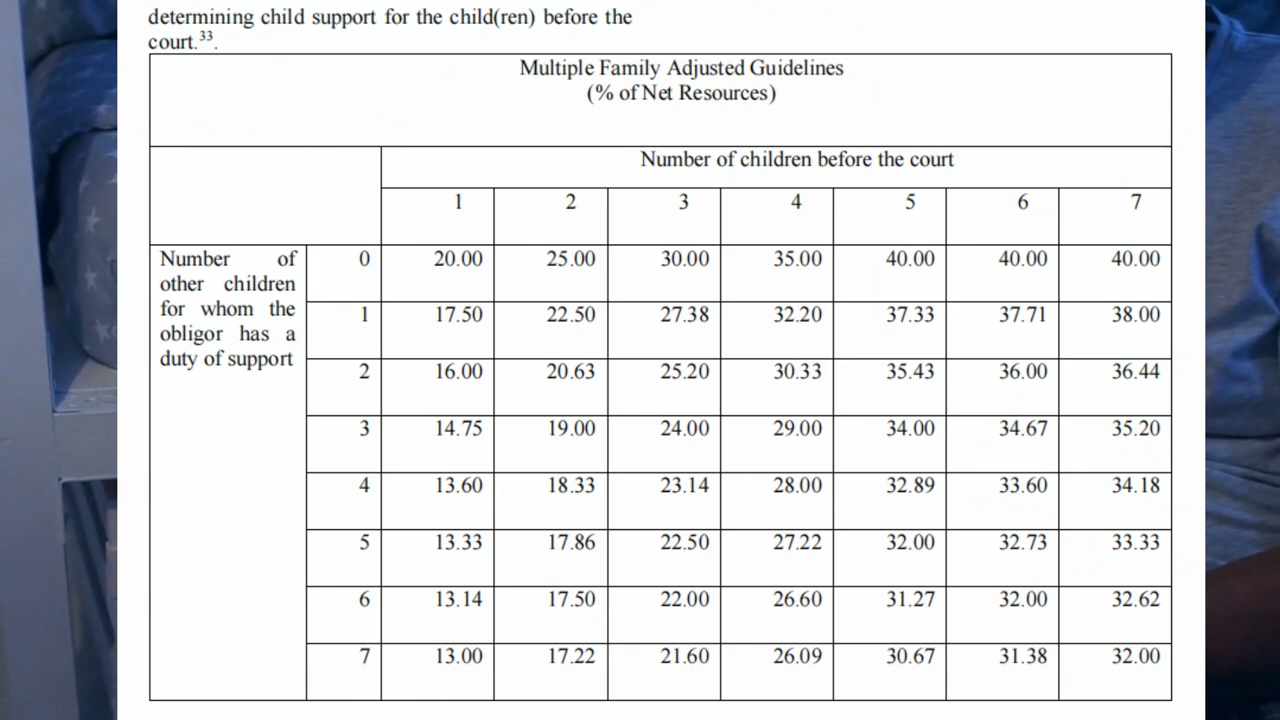 determining child support for the child(ren) before the
court.33.
Multiple Family Adjusted Guidelines
(% of Net Resources)
Number of children before the court
1 2 3 4 5 6 7
Number of
other children
for whom the
obligor has a
duty of support
0 20.00 25.00 30.00 35.00 40.00 40.00 40.00
1 17.50 22.50 27.38 32.20 37.33 37.71 38.00
2 16.00 20.63 25.20 30.33 35.43 36.00 36.44
3 14.75 19.00 24.00 29.00 34.00 34.67 35.20
4 13.60 18.33 23.14 28.00 32.89 33.60 34.18
5 13.33 17.86 22.50 27.22 32.00 32.73 33.33
6 13.14 17.50 22.00 26.60 31.27 32.00 32.62
7 13.00 17.22 21.60 26.09 30.67 31.38 32.00